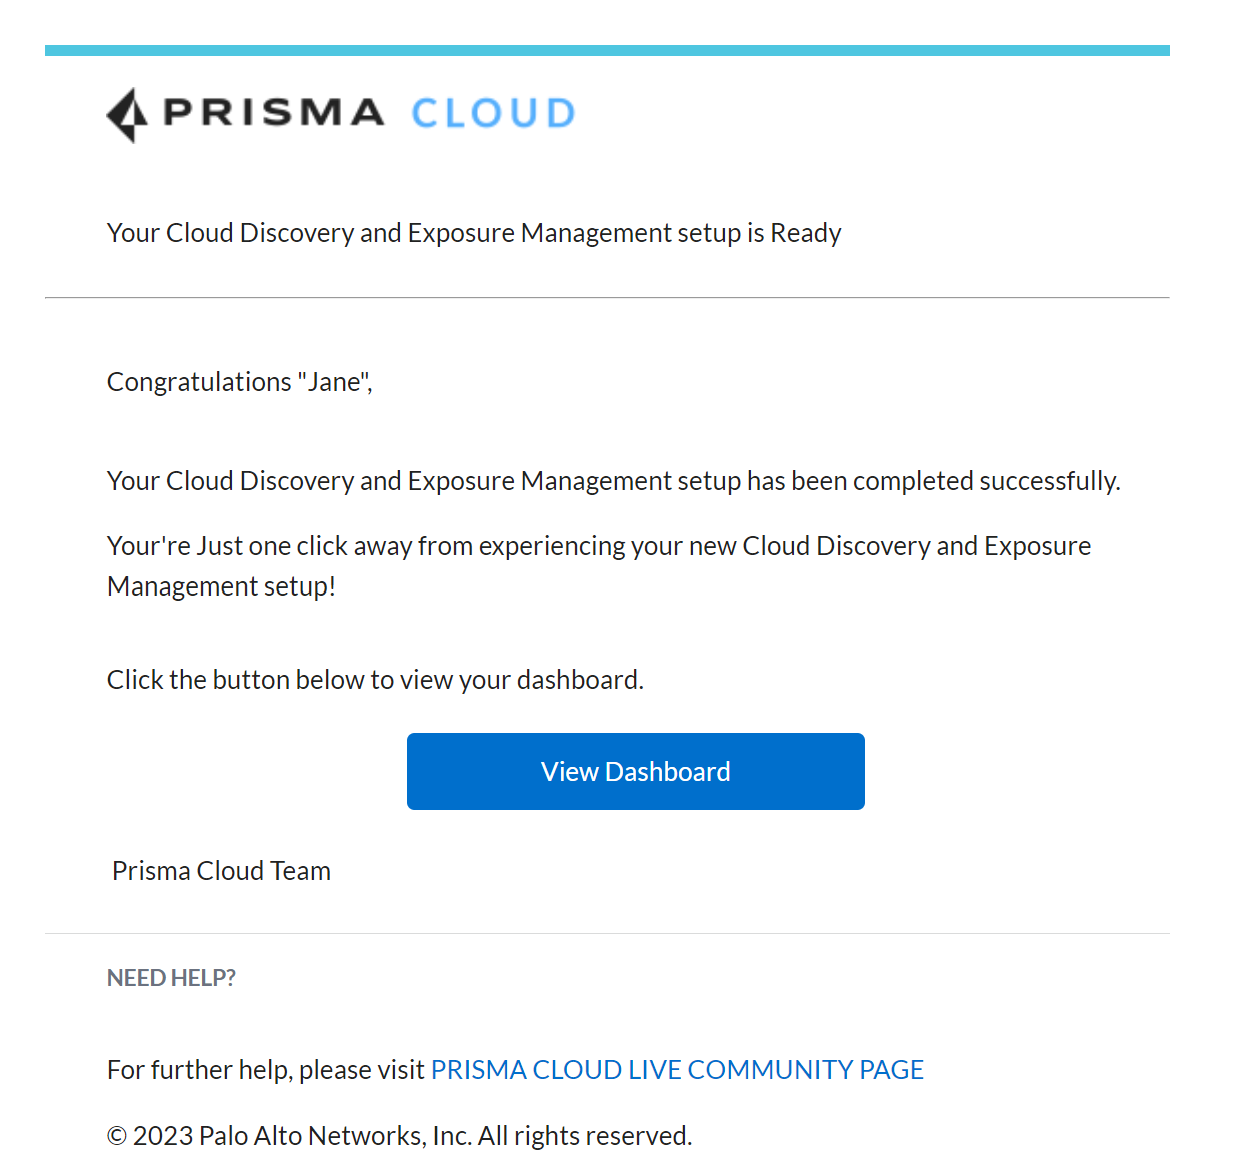 PRISMA CLOUD
Your Cloud Discovery and Exposure Management setup is Ready
Congratulations "Jane",
Your Cloud Discovery and Exposure Management setup has been completed successfully.
Your're Just one click away from experiencing your new Cloud Discovery and Exposure
Management setup!
Click the button below to view your dashboard.
View Dashboard
Prisma Cloud Team
NEED HELP?
For further help, please visit PRISMA CLOUD LIVE COMMUNITY PAGE
© 2023 Palo Alto Networks, Inc. All rights reserved.